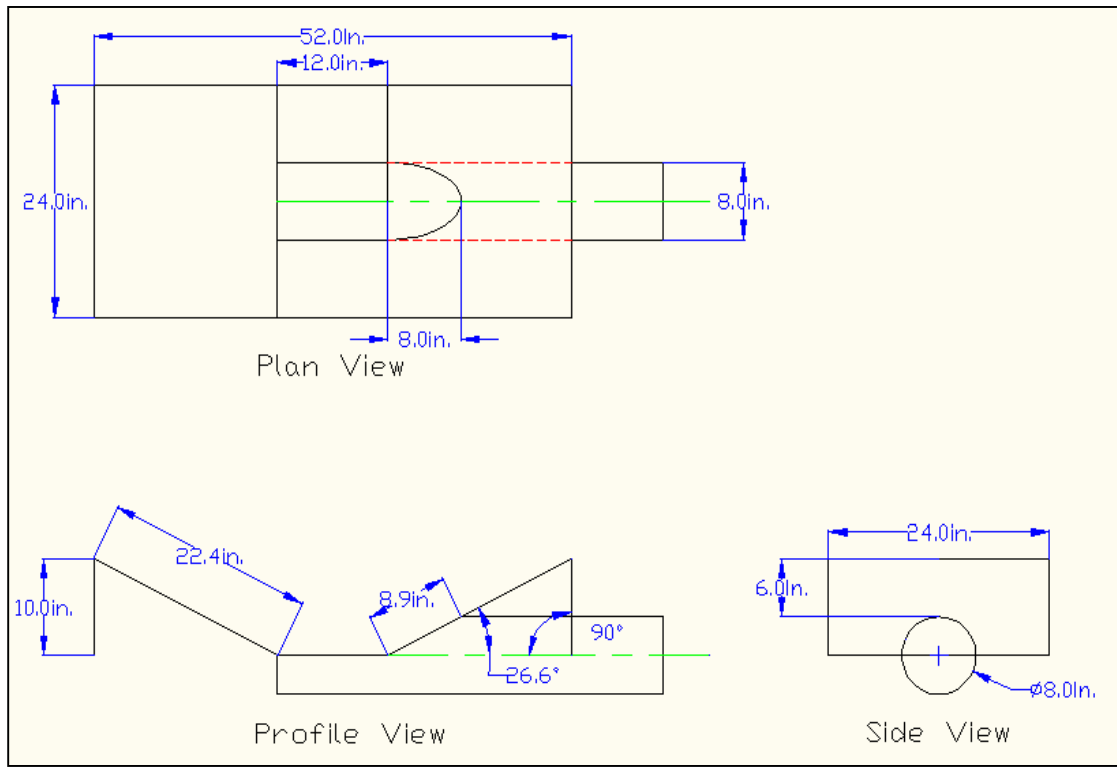 52.0in.
12.0in.
24.0in.
8.0in.
8.0in.
Plan View
22.4in.
10.0in.
8.9in.
90°
26.6°
Profile View
24.0in.
6.0in.
ø8.0in.
Side View